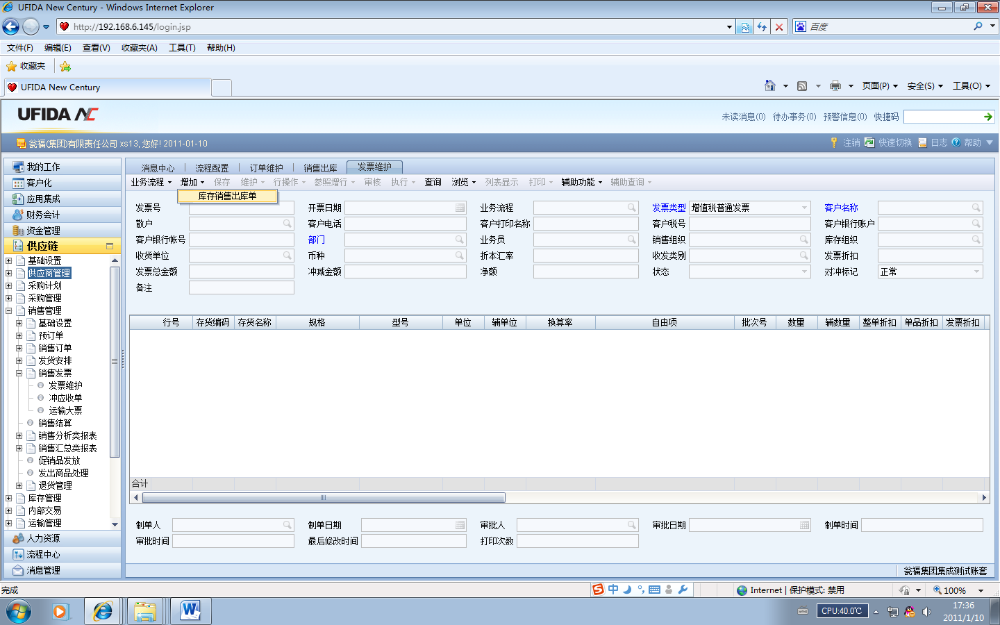 UFIDA New Century - Windows Internet Explorer
http://192.168.6.145/login.jsp
百度
文件(F) 编辑(E) 查看(V) 收藏夹(A) 工具(T) 帮助(H)
收藏夹
UFIDA New Century
页面(P) 安全(S) 工具(O)
UFIDA NC
未读消息(0) 待办事务(0) 预警信息(0) 快捷码
瓮福(集团)有限责任公司 xs13, 您好! 2011-01-10
注销 快速切换 日志 帮助
我的工作
客户化
应用集成
财务会计
资金管理
供应链
基础设置
供应商管理
采购计划
采购管理
销售管理
基础设置
预订单
销售订单
发货安排
销售发票
发票维护
冲应收单
运输大票
销售结算
销售分析类报表
销售汇总类报表
促销品发放
发出商品处理
退货管理
库存管理
内部交易
运输管理
人力资源
流程中心
消息管理
消息中心 流程配置 订单维护 销售出库 发票维护
业务流程 增加 保存 维护 行操作 参照增行 审核 执行 查询 浏览 列表显示 打印 辅助功能 辅助查询
库存销售出库单
发票号 开票日期 业务流程 发票类型 增值税普通发票 客户名称
散户 客户电话 客户打印名称 客户税号 客户银行账户
客户银行帐号 部门 业务员 销售组织 库存组织
收货单位 币种 折本汇率 收发类别 发票折扣
发票总金额 冲减金额 净额 状态 对冲标记 正常
备注
行号 存货编码 存货名称 规格 型号 单位 辅单位 换算率 自由项 批次号 数量 辅数量 整单折扣 单品折扣 发票折扣
合计
制单人 制单日期 审批人 审批日期 制单时间
审批时间 最后修改时间 打印次数
瓮福集团集成测试账套
完成
中
Internet | 保护模式: 禁用
100%
CPU:40.0℃
17:36
2011/1/10